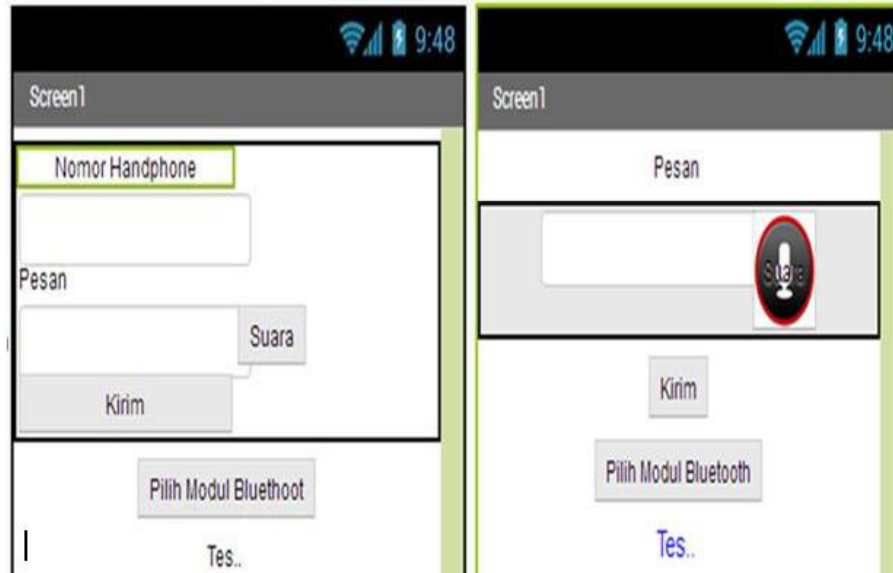 9:48
Screen1
Nomor Handphone
Pesan
Suara
Kirim
Pilih Modul Bluethoot
Tes..
9:48
Screen1
Pesan
Suara
Kirim
Pilih Modul Bluetooth
Tes..